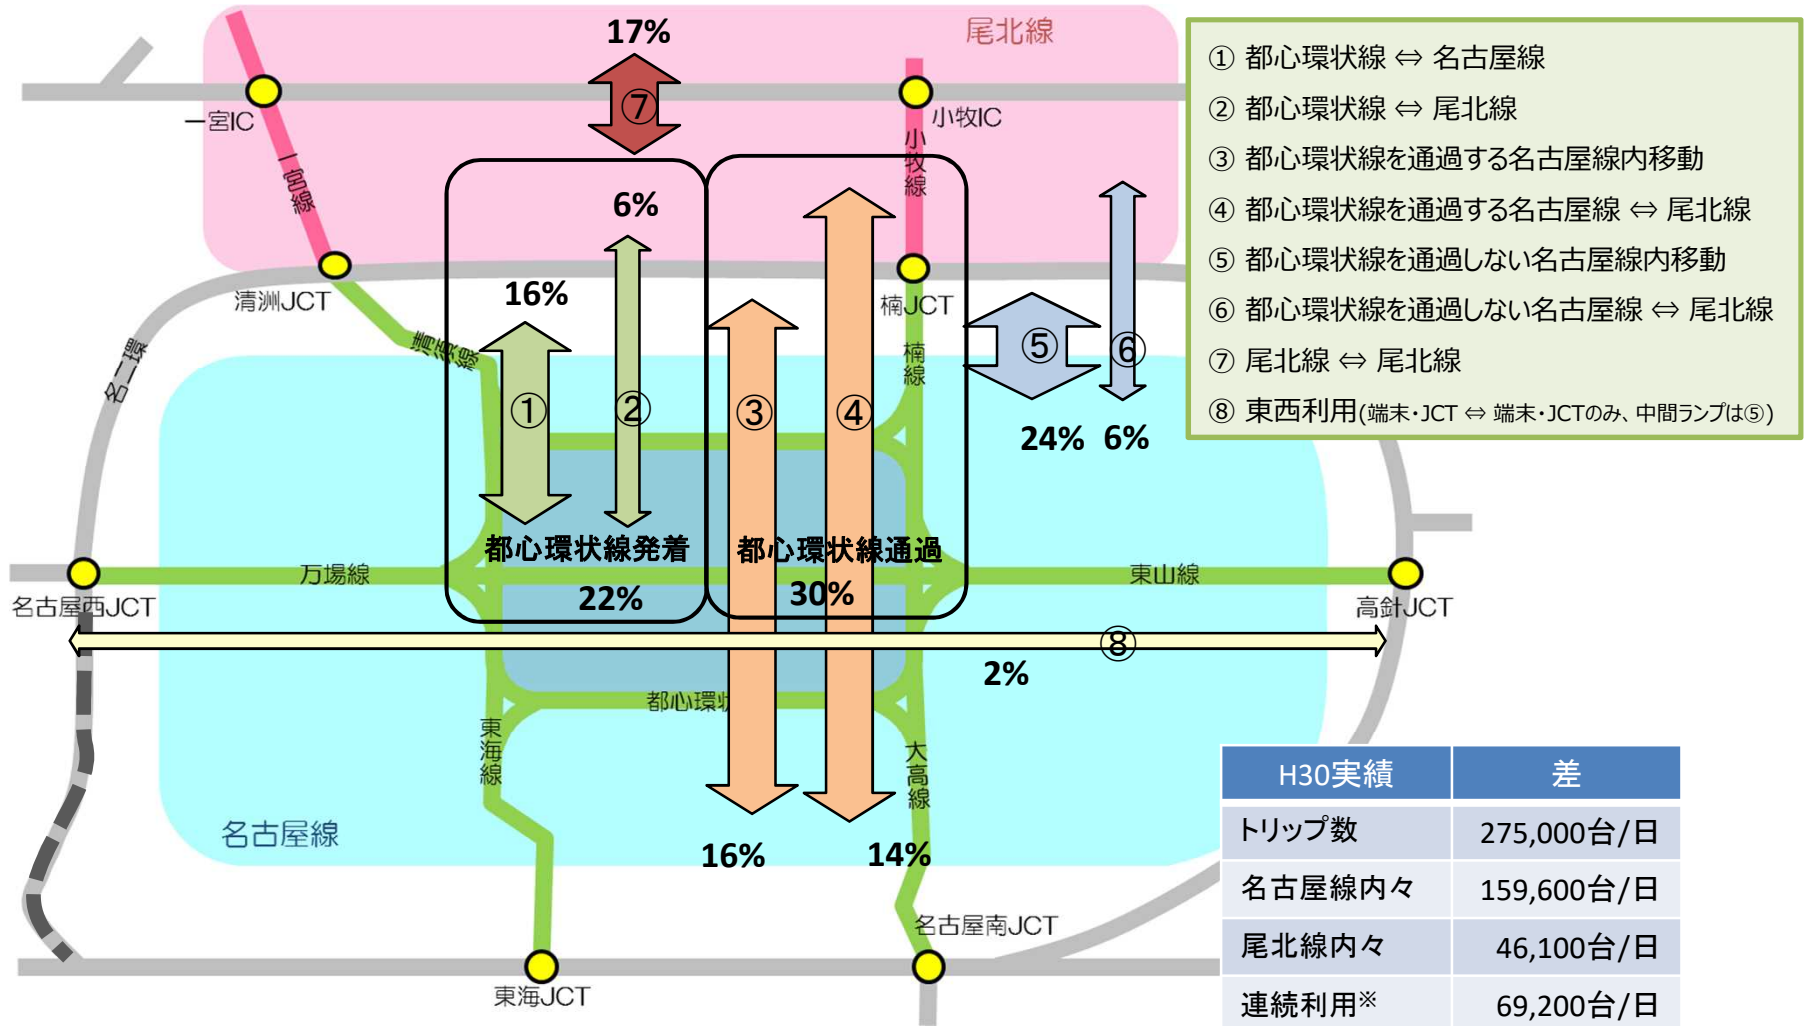 17%
尾北線
⑦
一宮IC
小牧IC
一宮線
小牧線
① 都心環状線 ⇔ 名古屋線
② 都心環状線 ⇔ 尾北線
③ 都心環状線を通過する名古屋線内移動
④ 都心環状線を通過する名古屋線 ⇔ 尾北線
⑤ 都心環状線を通過しない名古屋線内移動
⑥ 都心環状線を通過しない名古屋線 ⇔ 尾北線
⑦ 尾北線 ⇔ 尾北線
⑧ 東西利用(端末・JCT ⇔ 端末・JCTのみ、中間ランプは⑤)
6%
16%
清洲JCT
楠JCT
名二環
清須線
楠線
①
②
③
④
⑤
⑥
24%
6%
都心環状線発着
22%
都心環状線通過
30%
万場線
東山線
名古屋西JCT
高針JCT
⑧
2%
都心環状
東海線
大高線
名古屋線
16%
14%
名古屋南JCT
東海JCT
H30実績 差
トリップ数 275,000台/日
名古屋線内々 159,600台/日
尾北線内々 46,100台/日
連続利用※ 69,200台/日